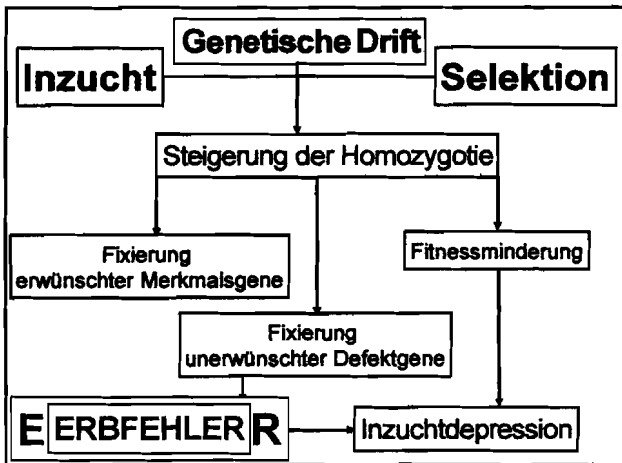 Genetische Drift
Inzucht
Selektion
Steigerung der Homozygotie
Fixierung
erwünschter Merkmalsgene
Fitnessminderung
Fixierung
unerwünschter Defektgene
E ERBFEHLER R
Inzuchtdepression